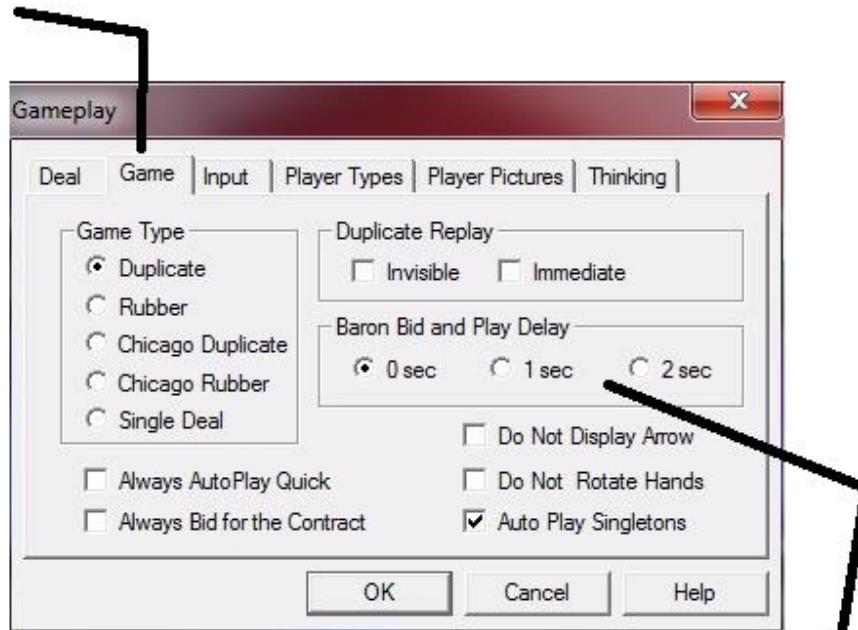 Gameplay
Deal Game Input Player Types Player Pictures Thinking
Game Type
Duplicate
Rubber
Chicago Duplicate
Chicago Rubber
Single Deal
Duplicate Replay
Invisible Immediate
Baron Bid and Play Delay
0 sec 1 sec 2 sec
Always AutoPlay Quick
Always Bid for the Contract
Do Not Display Arrow
Do Not Rotate Hands
Auto Play Singletons
OK Cancel Help